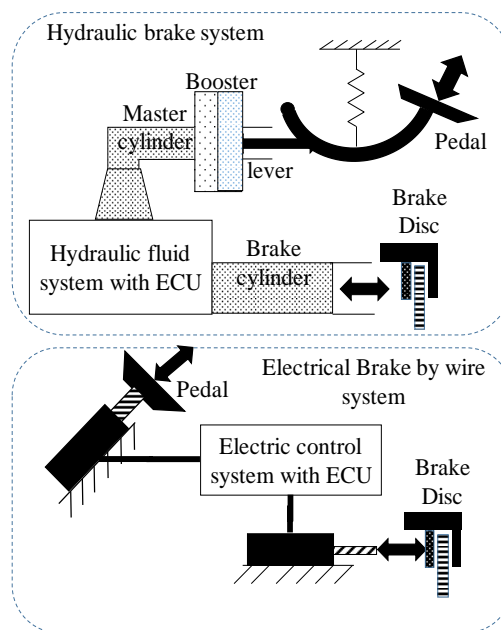 Hydraulic brake system
Booster
Master
cylinder
lever
Pedal
Brake
Disc
Hydraulic fluid
system with ECU
Brake
cylinder
Electrical Brake by wire
system
Pedal
Electric control
system with ECU
Brake
Disc